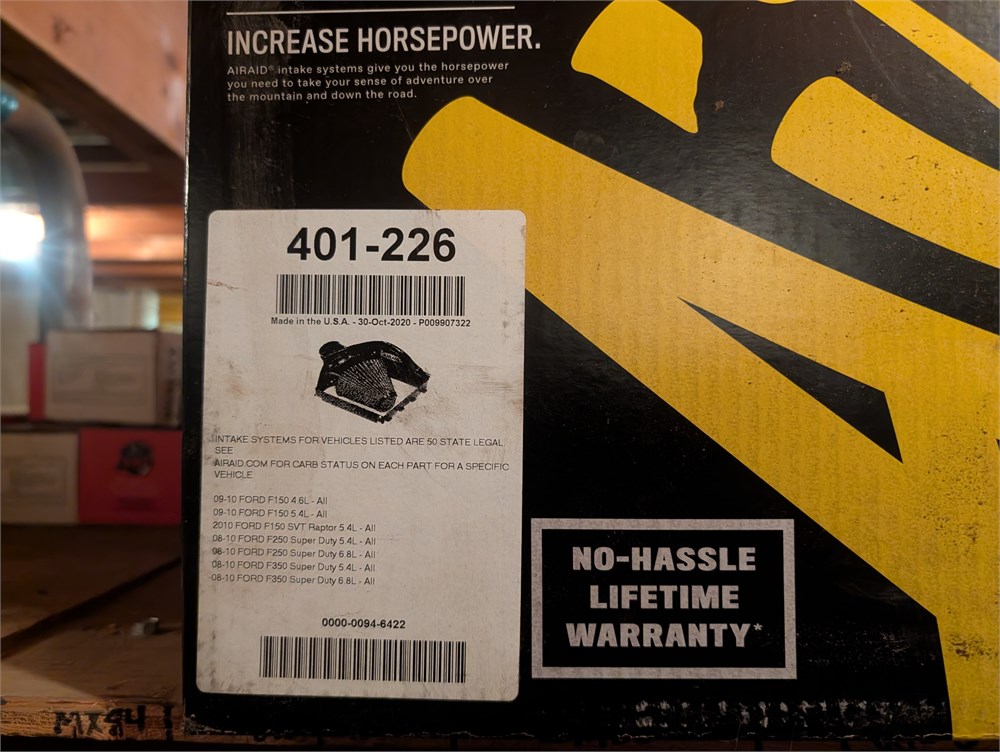 INCREASE HORSEPOWER.
AIRAID® intake systems give you the horsepower
you need to take your sense of adventure over
the mountain and down the road.
401-226
Made in the U.S.A. - 30-Oct-2020 - P009907322
INTAKE SYSTEMS FOR VEHICLES LISTED ARE 50 STATE LEGAL
SEE
AIRAID.COM FOR CARB STATUS ON EACH PART FOR A SPECIFIC
VEHICLE
09-10 FORD F150 4.6L - All
09-10 FORD F150 5.4L - All
2010 FORD F150 SVT Raptor 5.4L - All
08-10 FORD F250 Super Duty 5.4L - All
08-10 FORD F250 Super Duty 6.8L - All
08-10 FORD F350 Super Duty 5.4L - All
08-10 FORD F350 Super Duty 6.8L - All
0000-0094-6422
NO-HASSLE
LIFETIME
WARRANTY*
MX84